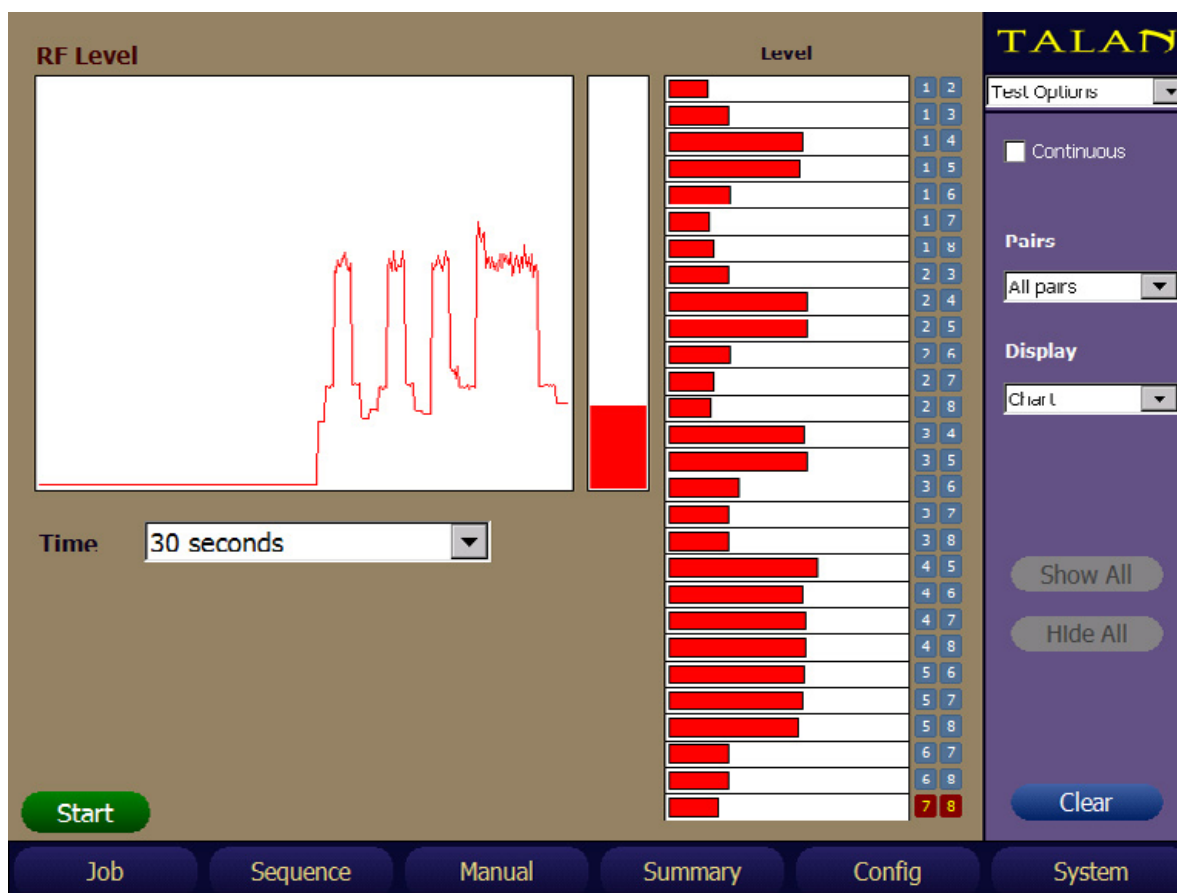 RF Level
Level
TALAN
Test Options
Continuous
Pairs
All pairs
Display
Chart
Show All
Hide All
Clear
1 2
1 3
1 4
1 5
1 6
1 7
1 8
2 3
2 4
2 5
2 6
2 7
2 8
3 4
3 5
3 6
3 7
3 8
4 5
4 6
4 7
4 8
5 6
5 7
5 8
6 7
6 8
7 8
Time 30 seconds
Start
Job Sequence Manual Summary Config System